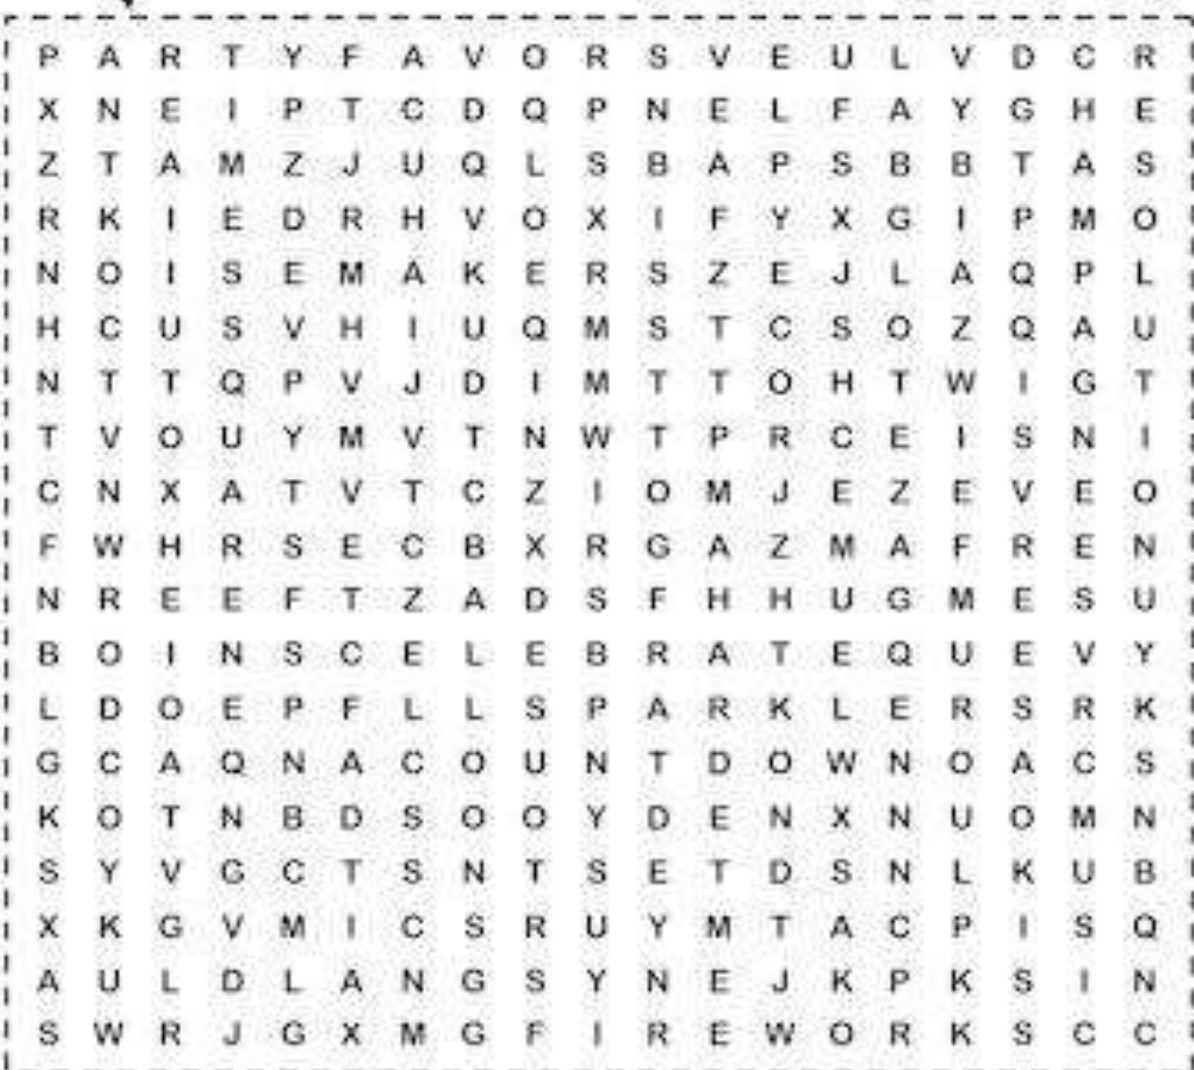 P A R T Y F A V O R S V E U L V D C R
X N E I P T C D Q P N E L F A Y G H E
Z T A M Z J U Q L S B A P S B B T A S
R K I E D R H V O X I F Y X G I P M O
N O I S E M A K E R S Z E J L A Q P L
H C U S V H I U Q M S T C S O Z Q A U
N T T Q P V J D I M T T O H T W I G T
T V O U Y M V T N W T P R C E I S N I
C N X A T V T C Z I O M J E Z E V E O
F W H R S E C B X R G A Z M A F R E N
N R E E F T Z A D S F H H U G M E S U
B O I N S C E L E B R A T E Q U E V Y
L D O E P F L L S P A R K L E R S R K
G C A Q N A C O U N T D O W N O A C S
K O T N B D S O O Y D E N X N U O M N
S Y V G C T S N T S E T D S N L K U B
X K G V M I C S R U Y M T A C P I S Q
A U L D L A N G S Y N E J K P K S I N
S W R J G X M G F I R E W O R K S C C